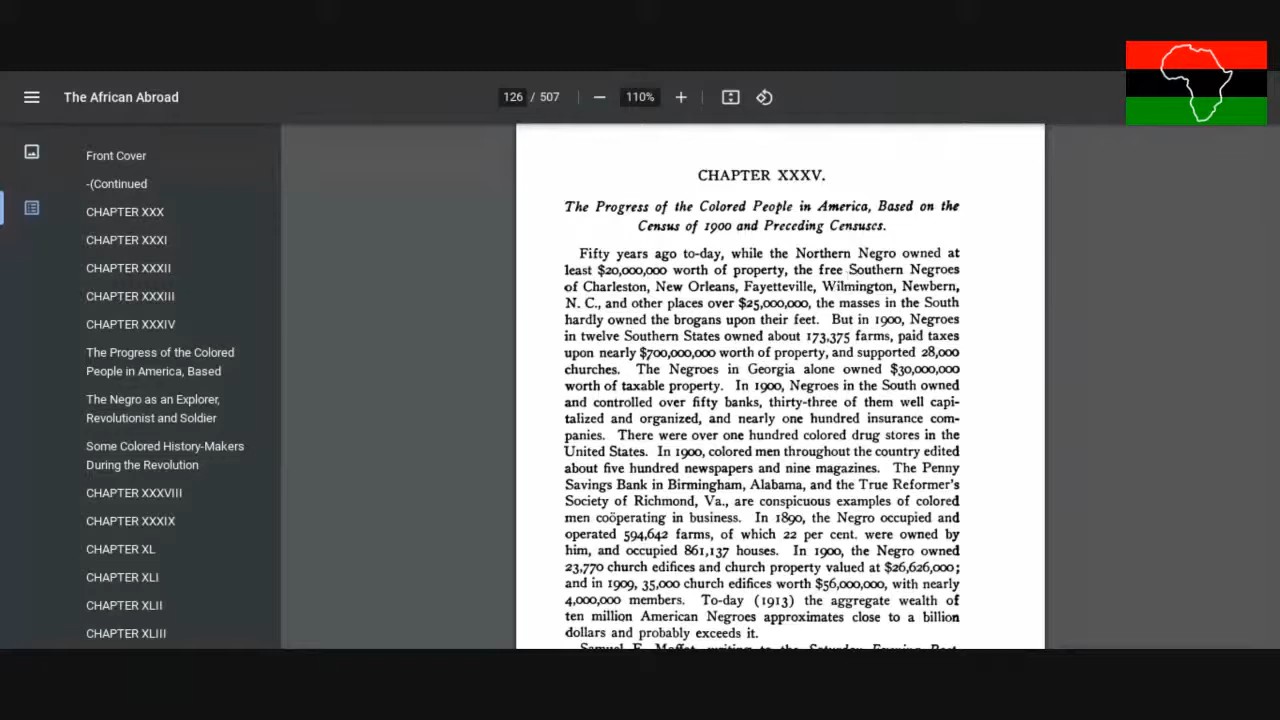 The African Abroad
126 / 507
110%
Front Cover
-(Continued
CHAPTER XXX
CHAPTER XXXI
CHAPTER XXXII
CHAPTER XXXIII
CHAPTER XXXIV
The Progress of the Colored
People in America, Based
The Negro as an Explorer,
Revolutionist and Soldier
Some Colored History-Makers
During the Revolution
CHAPTER XXXVIII
CHAPTER XXXIX
CHAPTER XL
CHAPTER XLI
CHAPTER XLII
CHAPTER XLIII
CHAPTER XXXV.
The Progress of the Colored People in America, Based on the
Census of 1900 and Preceding Censuses.
Fifty years ago to-day, while the Northern Negro owned at
least $20,000,000 worth of property, the free Southern Negroes
of Charleston, New Orleans, Fayetteville, Wilmington, Newbern,
N. C., and other places over $25,000,000, the masses in the South
hardly owned the brogans upon their feet. But in 1900, Negroes
in twelve Southern States owned about 173,375 farms, paid taxes
upon nearly $700,000,000 worth of property, and supported 28,000
churches. The Negroes in Georgia alone owned $30,000,000
worth of taxable property. In 1900, Negroes in the South owned
and controlled over fifty banks, thirty-three of them well capi-
talized and organized, and nearly one hundred insurance com-
panies. There were over one hundred colored drug stores in the
United States. In 1900, colored men throughout the country edited
about five hundred newspapers and nine magazines. The Penny
Savings Bank in Birmingham, Alabama, and the True Reformer's
Society of Richmond, Va., are conspicuous examples of colored
men coöperating in business. In 1890, the Negro occupied and
operated 594,642 farms, of which 22 per cent. were owned by
him, and occupied 861,137 houses. In 1900, the Negro owned
23,770 church edifices and church property valued at $26,626,000;
and in 1909, 35,000 church edifices worth $56,000,000, with nearly
4,000,000 members. To-day (1913) the aggregate wealth of
ten million American Negroes approximates close to a billion
dollars and probably exceeds it.
Samuel E. Moffet, writing to the Saturday Evening Post,